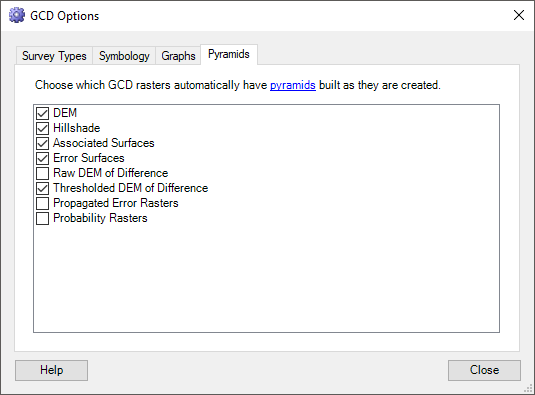 GCD Options
Survey Types Symbology Graphs Pyramids
Choose which GCD rasters automatically have pyramids built as they are created.
DEM
Hillshade
Associated Surfaces
Error Surfaces
Raw DEM of Difference
Thresholded DEM of Difference
Propagated Error Rasters
Probability Rasters
Help Close